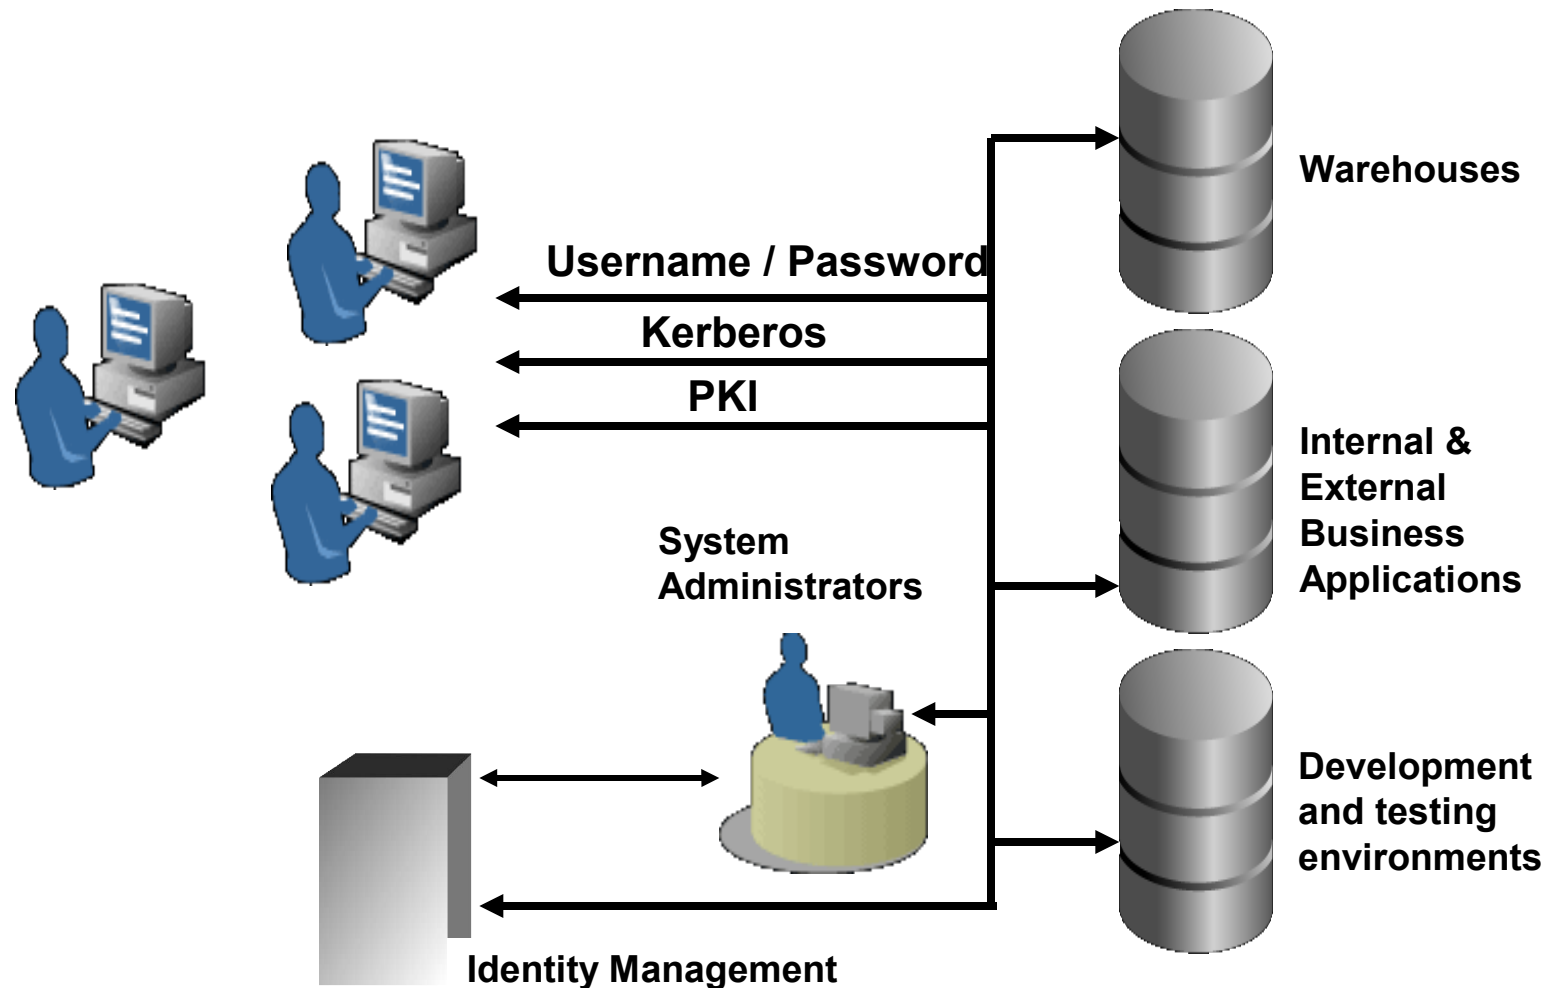 Warehouses
Username / Password
Kerberos
PKI
Internal &
External
Business
Applications
System
Administrators
Development
and testing
environments
Identity Management